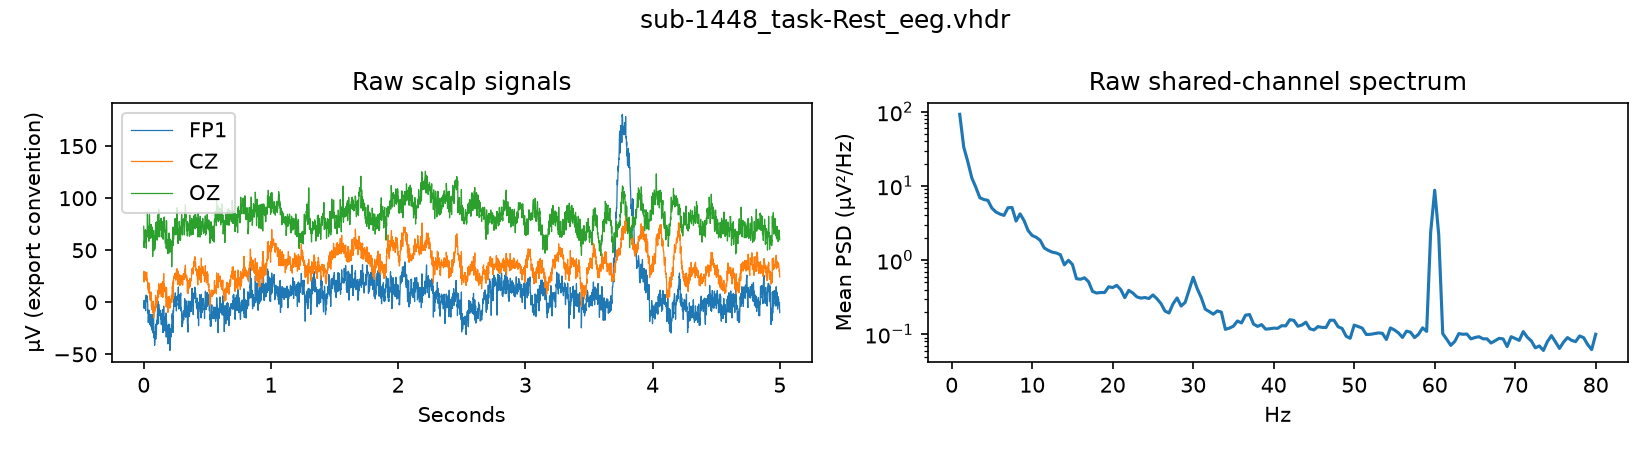 sub-1448_task-Rest_eeg.vhdr
Raw scalp signals
µV (export convention)
150
100
50
0
−50
FP1
CZ
OZ
0 1 2 3 4 5
Seconds
Raw shared-channel spectrum
Mean PSD (µV²/Hz)
10²
10¹
10⁰
10⁻¹
0 10 20 30 40 50 60 70 80
Hz